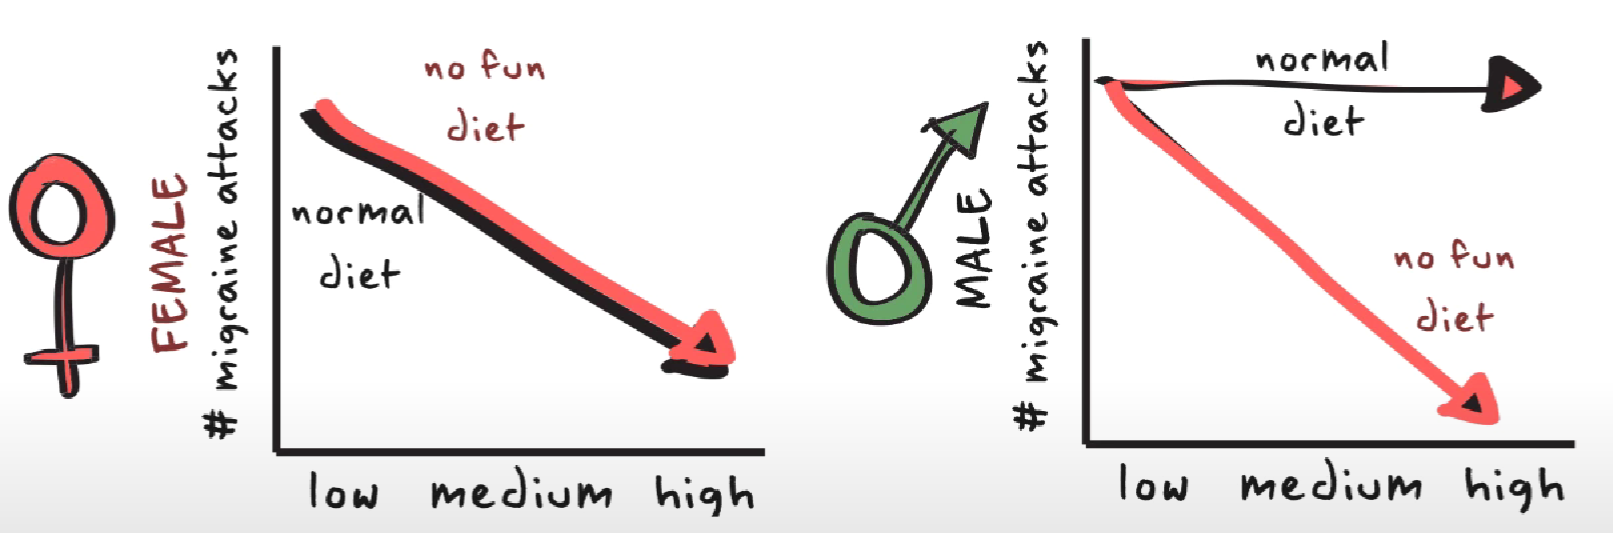 FEMALE
# migraine attacks
no fun
diet
normal
diet
low medium high
MALE
# migraine attacks
normal
diet
no fun
diet
low medium high